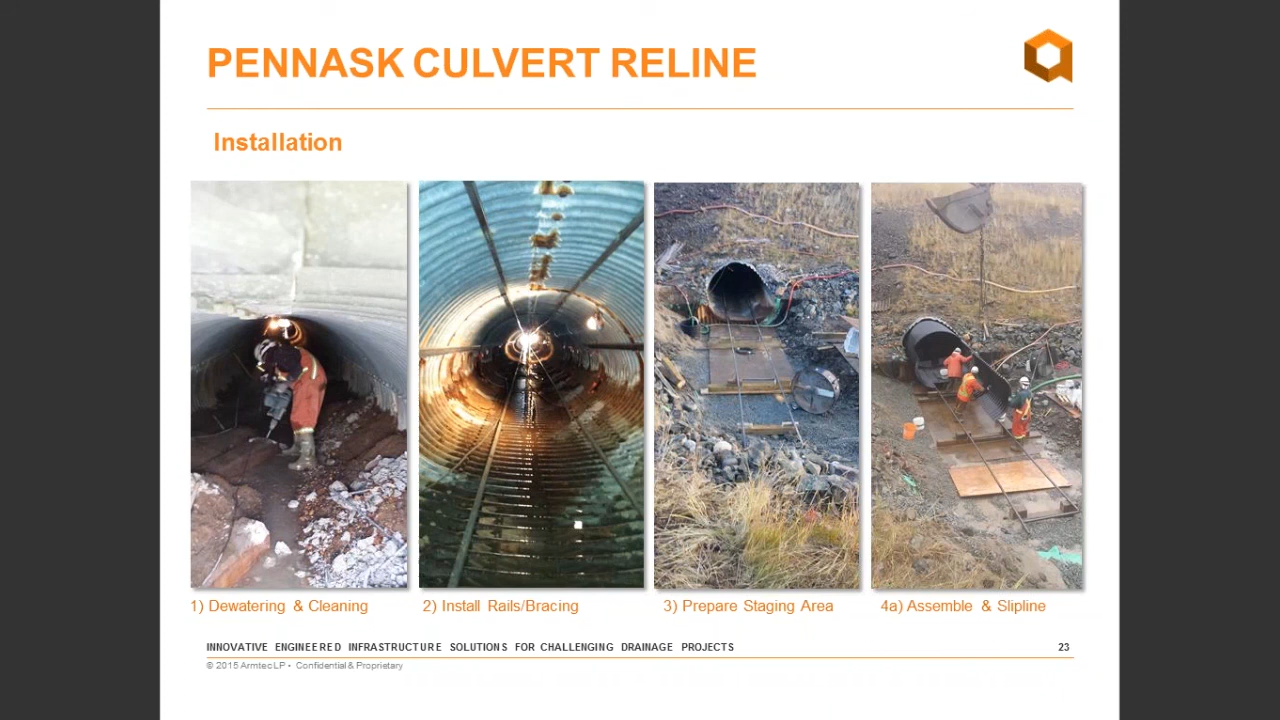 PENNASK CULVERT RELINE
Installation
1) Dewatering & Cleaning
2) Install Rails/Bracing
3) Prepare Staging Area
4a) Assemble & Slipline
INNOVATIVE ENGINEERED INFRASTRUCTURE SOLUTIONS FOR CHALLENGING DRAINAGE PROJECTS
23
© 2015 Armtec LP • Confidential & Proprietary